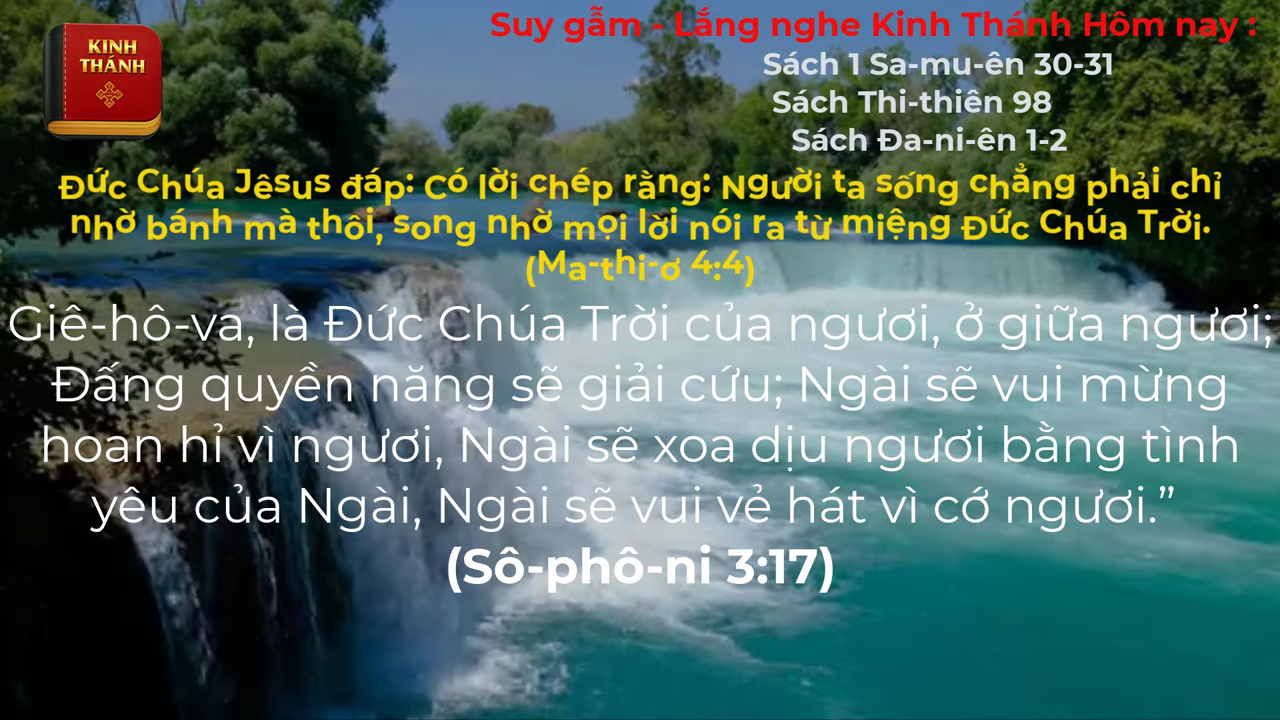 KINH
THÁNH
Suy gẫm - Lắng nghe Kinh Thánh Hôm nay :
Sách 1 Sa-mu-ên 30-31
Sách Thi-thiên 98
Sách Đa-ni-ên 1-2
Đức Chúa Jêsus đáp: Có lời chép rằng: Người ta sống chẳng phải chỉ
nhờ bánh mà thôi, song nhờ mọi lời nói ra từ miệng Đức Chúa Trời.
(Ma-thi-ơ 4:4)
Giê-hô-va, là Đức Chúa Trời của ngươi, ở giữa ngươi;
Đấng quyền năng sẽ giải cứu; Ngài sẽ vui mừng
hoan hỉ vì ngươi, Ngài sẽ xoa dịu ngươi bằng tình
yêu của Ngài, Ngài sẽ vui vẻ hát vì cớ ngươi.”
(Sô-phô-ni 3:17)